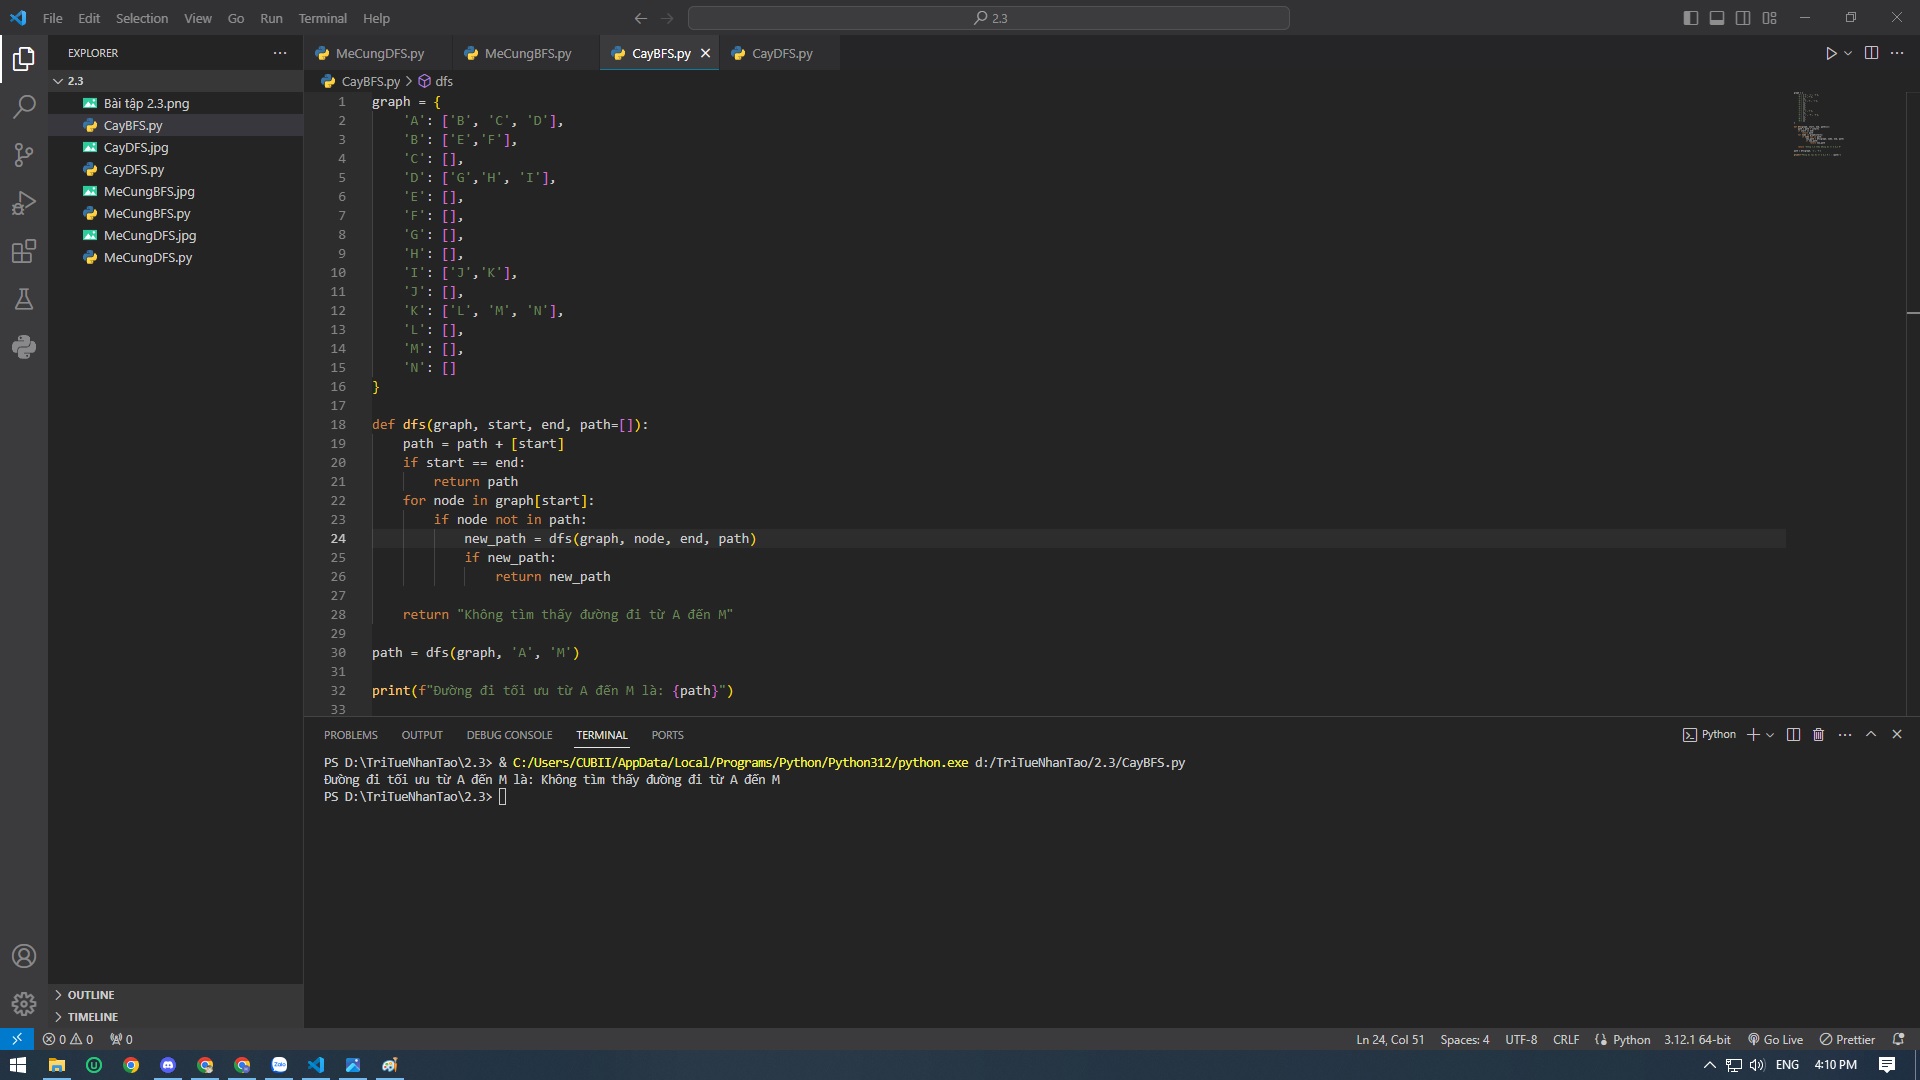 File Edit Selection View Go Run Terminal Help
2.3
EXPLORER
MeCungDFS.py MeCungBFS.py CayBFS.py CayDFS.py
2.3
Bài tập 2.3.png
CayBFS.py
CayDFS.jpg
CayDFS.py
MeCungBFS.jpg
MeCungBFS.py
MeCungDFS.jpg
MeCungDFS.py
OUTLINE
TIMELINE
CayBFS.py > dfs
1 graph = {
2 'A': ['B', 'C', 'D'],
3 'B': ['E','F'],
4 'C': [],
5 'D': ['G','H', 'I'],
6 'E': [],
7 'F': [],
8 'G': [],
9 'H': [],
10 'I': ['J','K'],
11 'J': [],
12 'K': ['L', 'M', 'N'],
13 'L': [],
14 'M': [],
15 'N': []
16 }
17
18 def dfs(graph, start, end, path=[]):
19 path = path + [start]
20 if start == end:
21 return path
22 for node in graph[start]:
23 if node not in path:
24 new_path = dfs(graph, node, end, path)
25 if new_path:
26 return new_path
27
28 return "Không tìm thấy đường đi từ A đến M"
29
30 path = dfs(graph, 'A', 'M')
31
32 print(f"Đường đi tối ưu từ A đến M là: {path}")
33
PROBLEMS OUTPUT DEBUG CONSOLE TERMINAL PORTS
Python
PS D:\TriTueNhanTao\2.3> & C:/Users/CUBII/AppData/Local/Programs/Python/Python312/python.exe d:/TriTueNhanTao/2.3/CayBFS.py
Đường đi tối ưu từ A đến M là: Không tìm thấy đường đi từ A đến M
PS D:\TriTueNhanTao\2.3>
0 0 0 Ln 24, Col 51 Spaces: 4 UTF-8 CRLF Python 3.12.1 64-bit Go Live Prettier
Zalo
ENG 4:10 PM